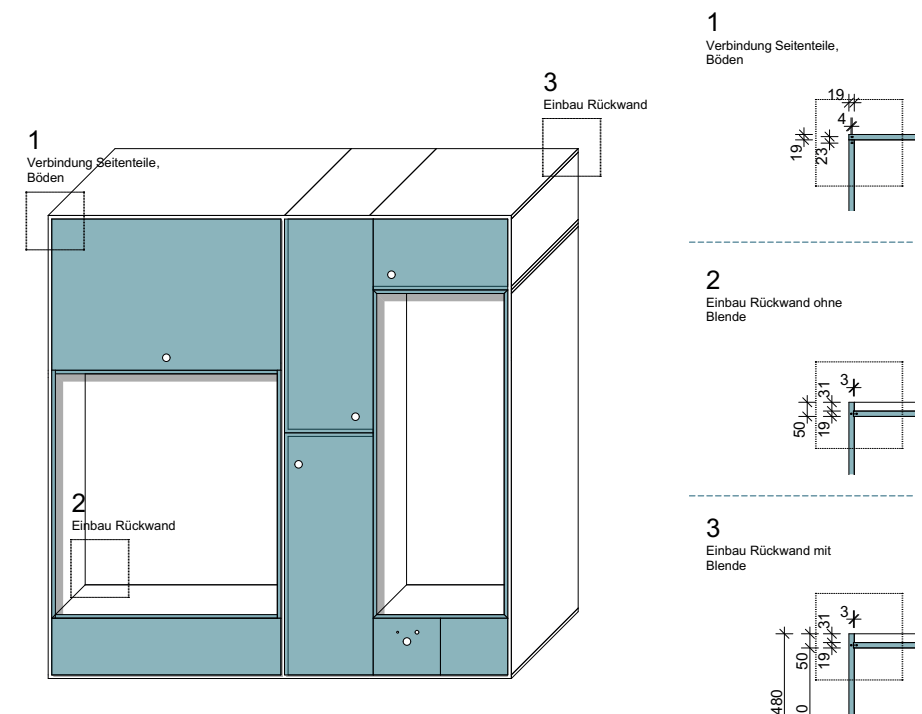 1
Verbindung Seitenteile,
Böden
3
Einbau Rückwand
2
Einbau Rückwand
1
Verbindung Seitenteile,
Böden
19
4
19
23
2
Einbau Rückwand ohne
Blende
3
31
50
19
3
Einbau Rückwand mit
Blende
3
31
50
19
480
0